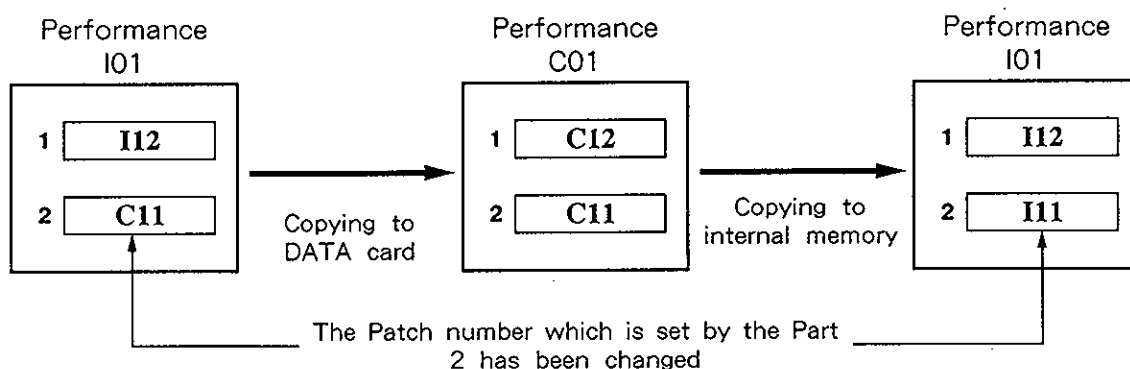 Performance
I01
1 I12
2 C11
Copying to
DATA card
Performance
C01
1 C12
2 C11
Copying to
internal memory
Performance
I01
1 I12
2 I11
The Patch number which is set by the Part
2 has been changed